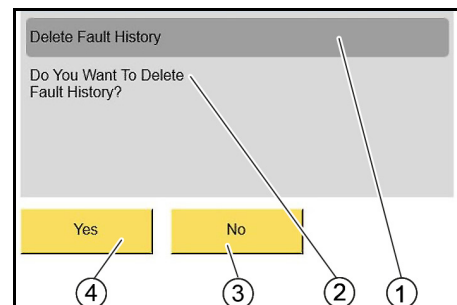 Delete Fault History
Do You Want To Delete
Fault History?
Yes
No
4
3
2
1